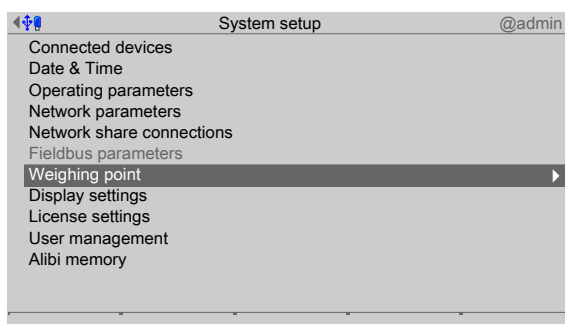 System setup @admin
Connected devices
Date & Time
Operating parameters
Network parameters
Network share connections
Fieldbus parameters
Weighing point
Display settings
License settings
User management
Alibi memory